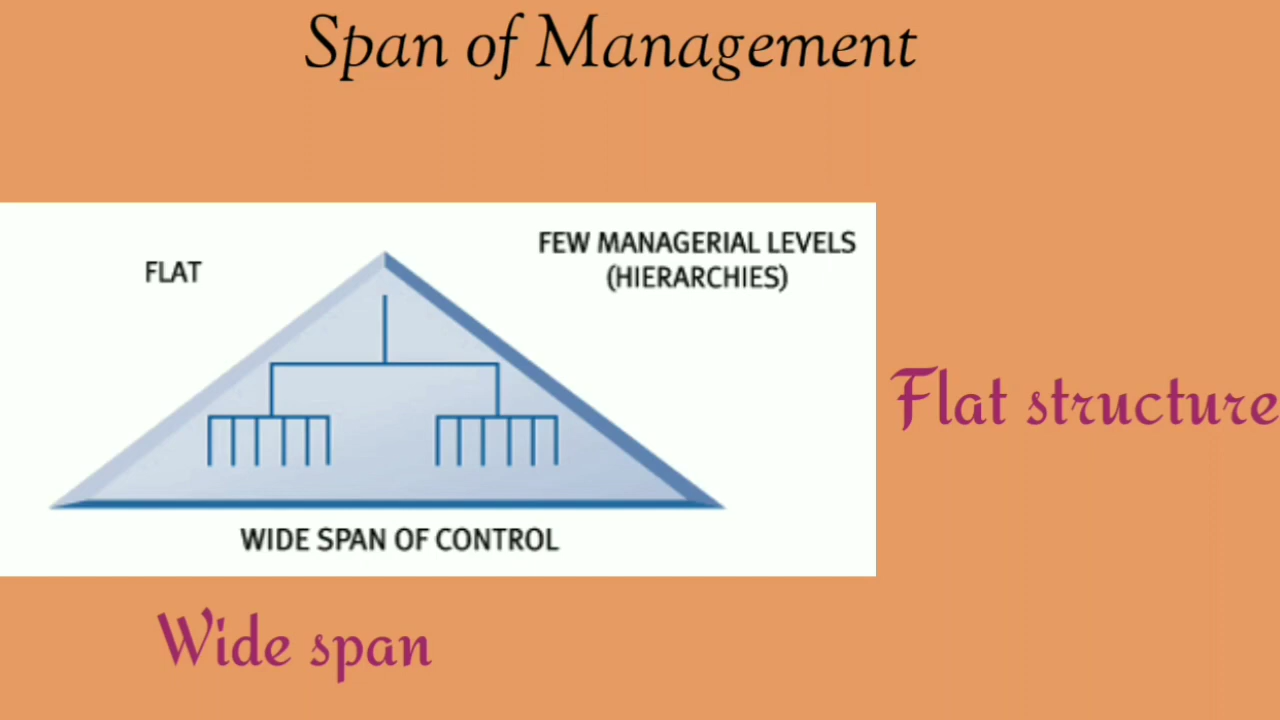 Span of Management
FLAT
FEW MANAGERIAL LEVELS
(HIERARCHIES)
Flat structure
WIDE SPAN OF CONTROL
Wide span